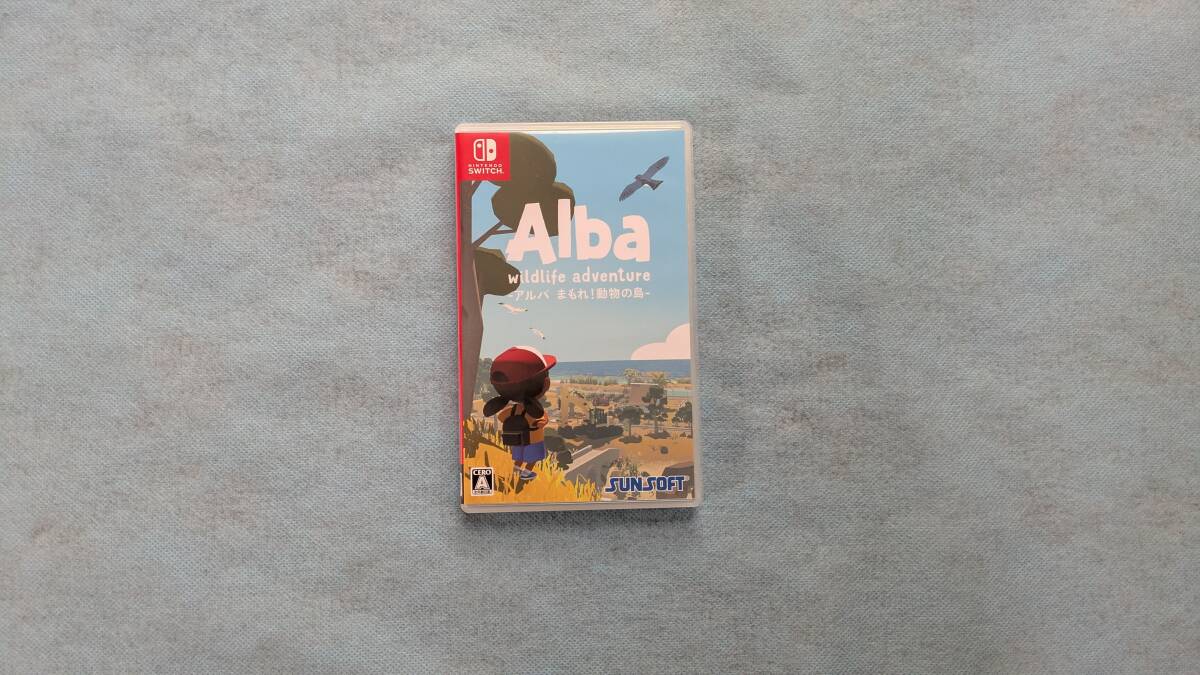 NINTENDO
SWITCH
Alba
wildlife adventure
-アルバ まもれ!動物の島-
CERO
A
SUNSOFT